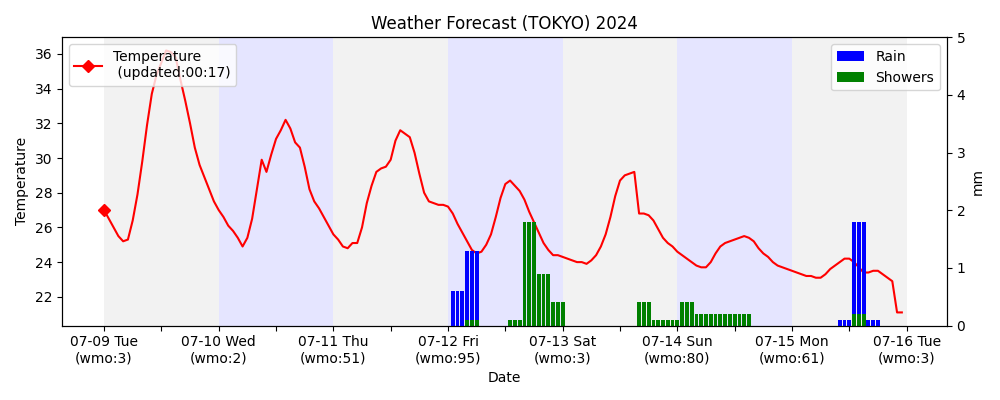 Weather Forecast (TOKYO) 2024
Temperature
(updated:00:17)
Rain
Showers
Temperature
36
34
32
30
28
26
24
22
5
4
3
2
1
0
mm
07-09 Tue
(wmo:3)
07-10 Wed
(wmo:2)
07-11 Thu
(wmo:51)
07-12 Fri
(wmo:95)
07-13 Sat
(wmo:3)
07-14 Sun
(wmo:80)
07-15 Mon
(wmo:61)
07-16 Tue
(wmo:3)
Date